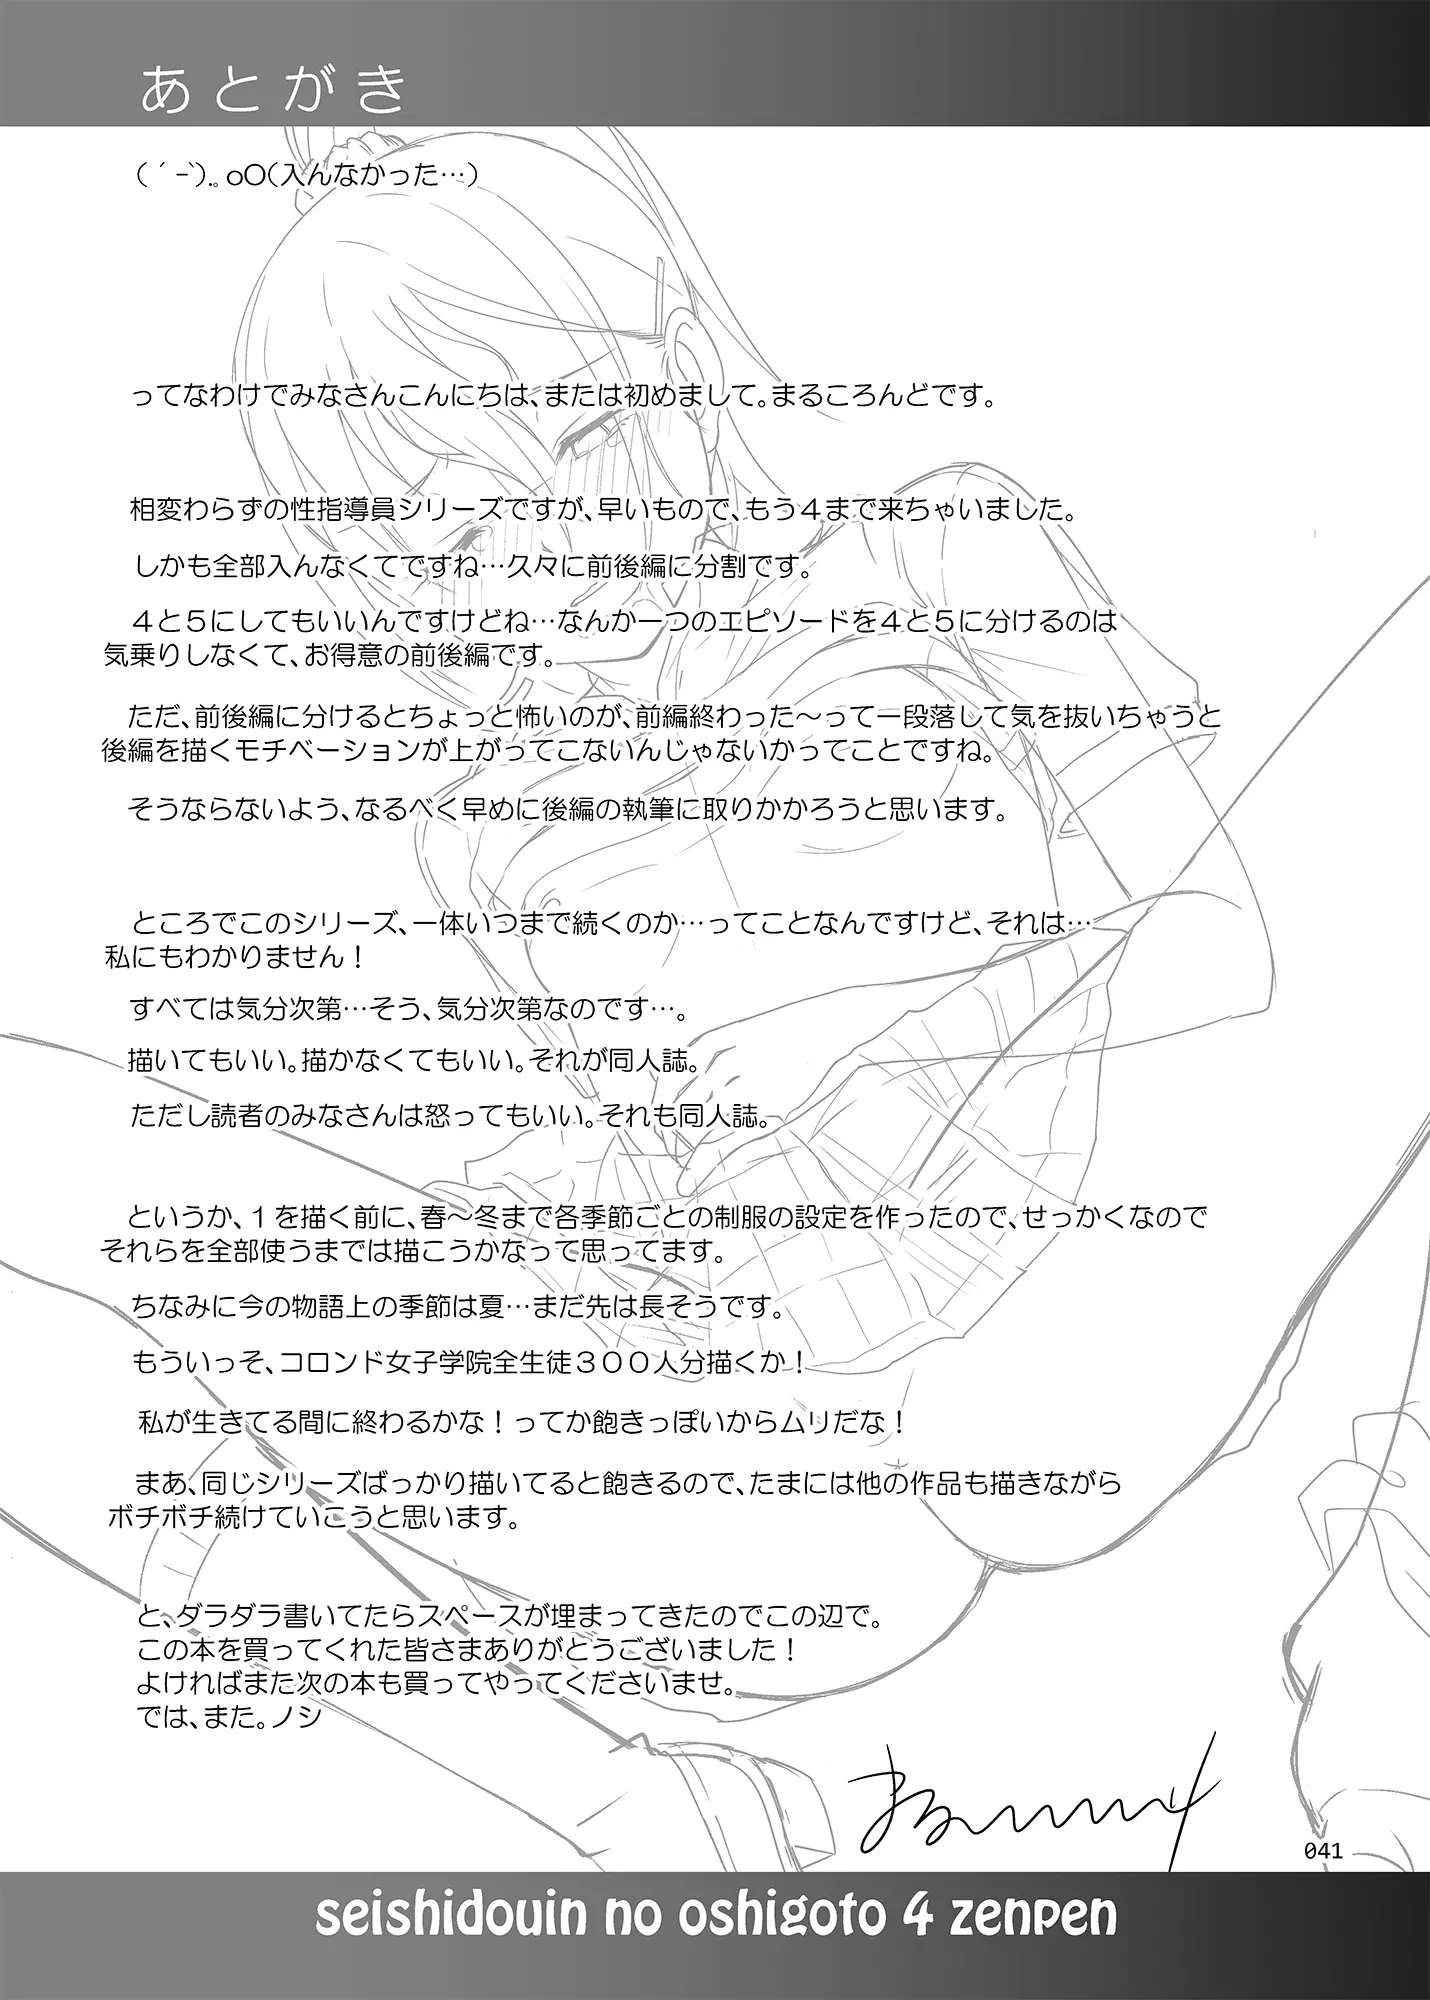 あとがき
( ´ -`).。oO(入んなかった…)
ってなわけでみなさんこんにちは、または初めまして。まるころんどです。
相変わらずの性指導員シリーズですが、早いもので、もう４まで来ちゃいました。
しかも全部入んなくてですね…久々に前後編に分割です。
４と５にしてもいいんですけどね…なんか一つのエピソードを４と５に分けるのは
気乗りしなくて、お得意の前後編です。
ただ、前後編に分けるとちょっと怖いのが、前編終わった～って一段落して気を抜いちゃうと
後編を描くモチベーションが上がってこないんじゃないかってことですね。
そうならないよう、なるべく早めに後編の執筆に取りかかろうと思います。
ところでこのシリーズ、一体いつまで続くのか…ってことなんですけど、それは…
私にもわかりません！
すべては気分次第…そう、気分次第なのです…。
描いてもいい。描かなくてもいい。それが同人誌。
ただし読者のみなさんは怒ってもいい。それも同人誌。
というか、１を描く前に、春～冬まで各季節ごとの制服の設定を作ったので、せっかくなので
それらを全部使うまでは描こうかなって思ってます。
ちなみに今の物語上の季節は夏…まだ先は長そうです。
もういっそ、コロンド女子学院全生徒３００人分描くか！
私が生きてる間に終わるかな！ってか飽きっぽいからムリだな！
まあ、同じシリーズばっかり描いてると飽きるので、たまには他の作品も描きながら
ボチボチ続けていこうと思います。
と、ダラダラ書いてたらスペースが埋まってきたのでこの辺で。
この本を買ってくれた皆さまありがとうございました！
よければまた次の本も買ってやってくださいませ。
では、また。ノシ
041
seishidouin no oshigoto 4 zenpen